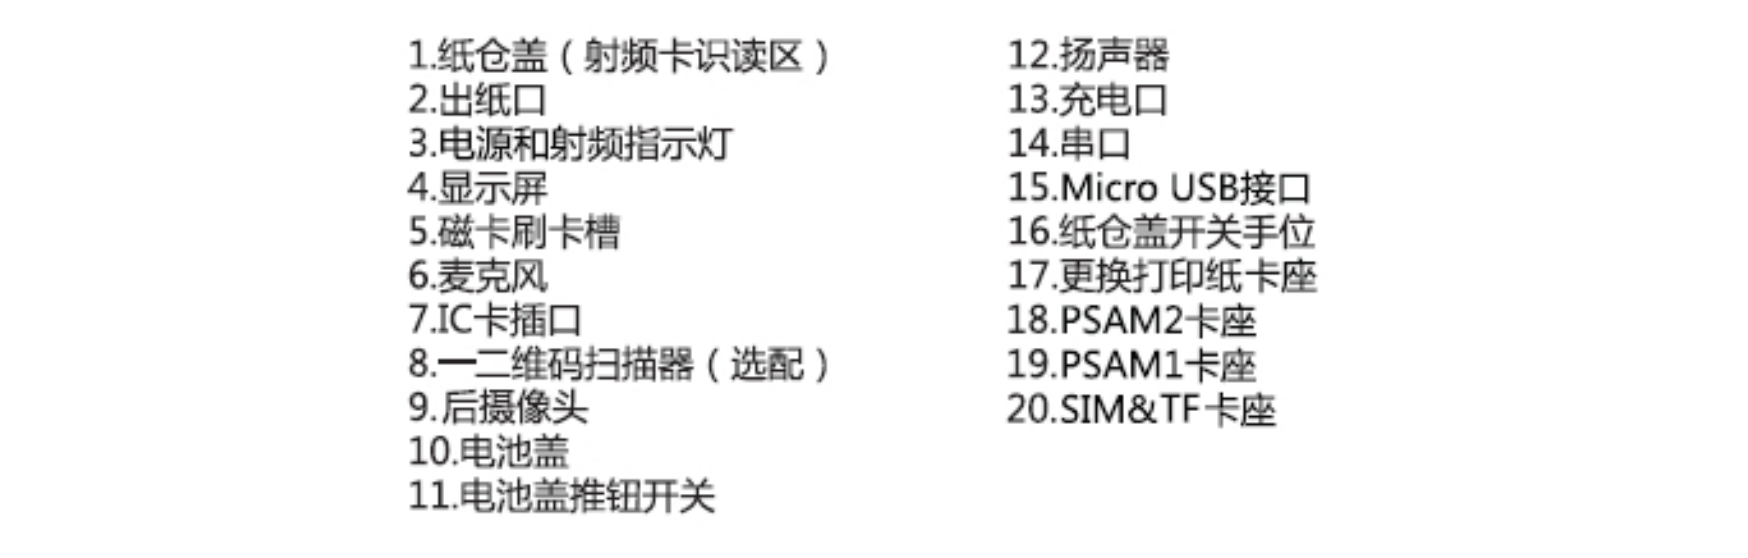 1.纸仓盖（射频卡识读区）
2.出纸口
3.电源和射频指示灯
4.显示屏
5.磁卡刷卡槽
6.麦克风
7.IC卡插口
8.一二维码扫描器（选配）
9.后摄像头
10.电池盖
11.电池盖推钮开关
12.扬声器
13.充电口
14.串口
15.Micro USB接口
16.纸仓盖开关手位
17.更换打印纸卡座
18.PSAM2卡座
19.PSAM1卡座
20.SIM&TF卡座